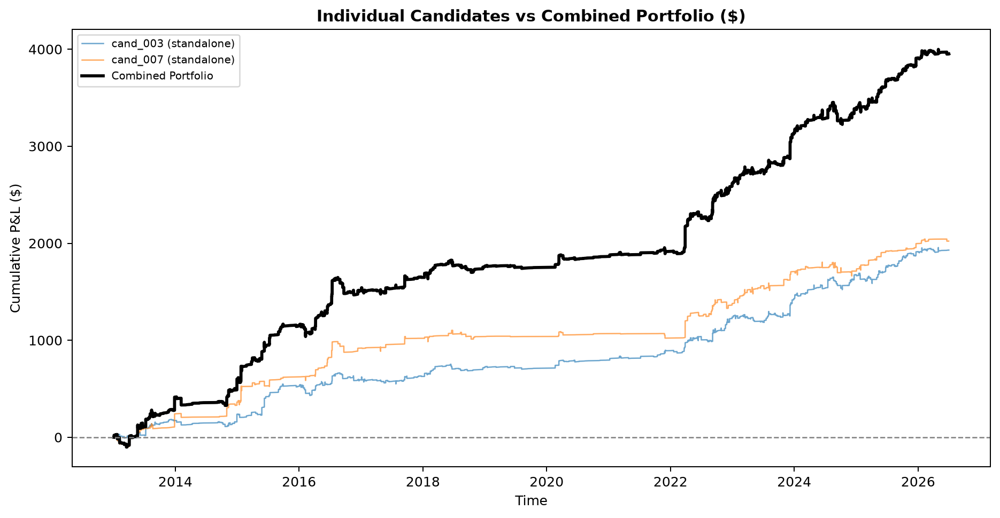 Individual Candidates vs Combined Portfolio ($)
cand_003 (standalone)
cand_007 (standalone)
Combined Portfolio
Cumulative P&L ($)
4000
3000
2000
1000
0
2014 2016 2018 2020 2022 2024 2026
Time